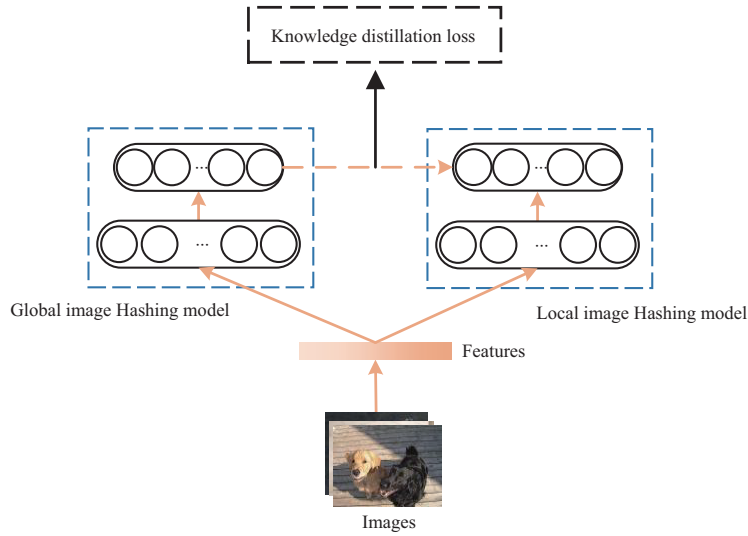 Knowledge distillation loss
...
...
...
...
Global image Hashing model
Local image Hashing model
Features
Images